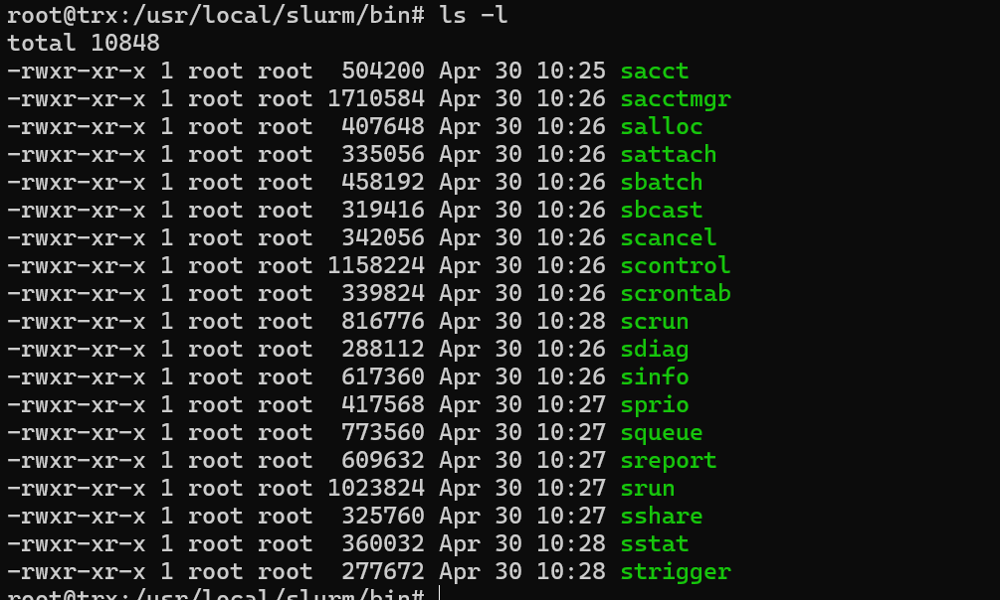 root@trx:/usr/local/slurm/bin# ls -l
total 10848
-rwxr-xr-x 1 root root  504200 Apr 30 10:25 sacct
-rwxr-xr-x 1 root root 1710584 Apr 30 10:26 sacctmgr
-rwxr-xr-x 1 root root  407648 Apr 30 10:26 salloc
-rwxr-xr-x 1 root root  335056 Apr 30 10:26 sattach
-rwxr-xr-x 1 root root  458192 Apr 30 10:26 sbatch
-rwxr-xr-x 1 root root  319416 Apr 30 10:26 sbcast
-rwxr-xr-x 1 root root  342056 Apr 30 10:26 scancel
-rwxr-xr-x 1 root root 1158224 Apr 30 10:26 scontrol
-rwxr-xr-x 1 root root  339824 Apr 30 10:26 scrontab
-rwxr-xr-x 1 root root  816776 Apr 30 10:28 scrun
-rwxr-xr-x 1 root root  288112 Apr 30 10:26 sdiag
-rwxr-xr-x 1 root root  617360 Apr 30 10:26 sinfo
-rwxr-xr-x 1 root root  417568 Apr 30 10:27 sprio
-rwxr-xr-x 1 root root  773560 Apr 30 10:27 squeue
-rwxr-xr-x 1 root root  609632 Apr 30 10:27 sreport
-rwxr-xr-x 1 root root 1023824 Apr 30 10:27 srun
-rwxr-xr-x 1 root root  325760 Apr 30 10:27 sshare
-rwxr-xr-x 1 root root  360032 Apr 30 10:28 sstat
-rwxr-xr-x 1 root root  277672 Apr 30 10:28 strigger
root@trx:/usr/local/slurm/bin#